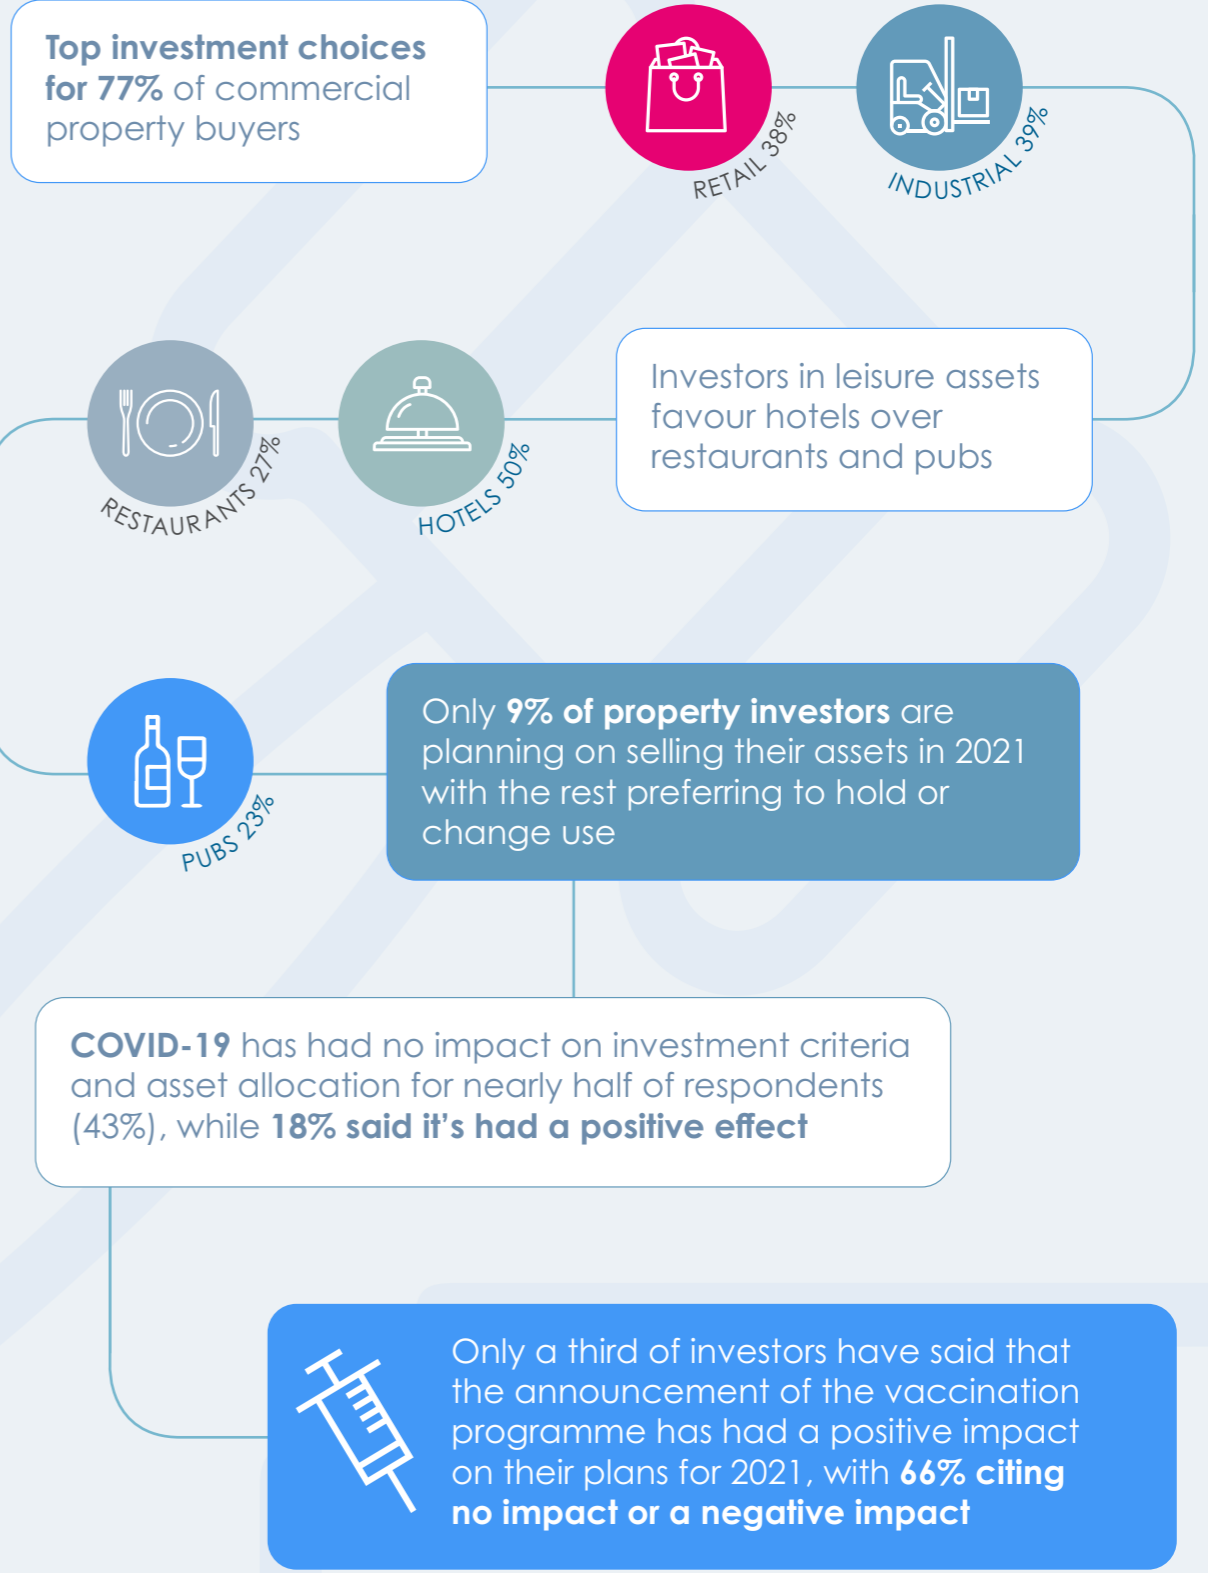 Top investment choices
for 77% of commercial
property buyers
RETAIL 38%
INDUSTRIAL 39%
Investors in leisure assets
favour hotels over
restaurants and pubs
HOTELS 50%
RESTAURANTS 27%
PUBS 23%
Only 9% of property investors are
planning on selling their assets in 2021
with the rest preferring to hold or
change use
COVID-19 has had no impact on investment criteria
and asset allocation for nearly half of respondents
(43%), while 18% said it's had a positive effect
Only a third of investors have said that
the announcement of the vaccination
programme has had a positive impact
on their plans for 2021, with 66% citing
no impact or a negative impact